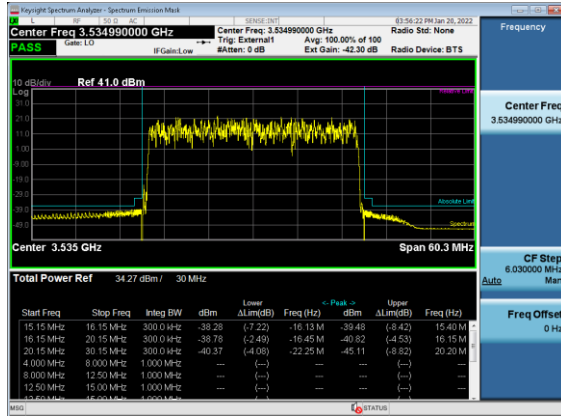 Keysight Spectrum Analyzer - Spectrum Emission Mask
L RF 50 Ω AC SENSE:INT 03:56:22 PM Jan 20, 2022
Center Freq 3.534990000 GHz
Center Freq: 3.534990000 GHz Radio Std: None
Trig: External1 Avg: 100.00% of 100
PASS Gate: LO IFGain:Low #Atten: 0 dB Ext Gain: -42.30 dB Radio Device: BTS
Frequency
10 dB/div Ref 41.0 dBm
Log
31.0
21.0
11.0
1.00
-9.00
-19.0
-29.0
-39.0
-49.0
Absolute Limit
Spectrum
Center 3.535 GHz Span 60.3 MHz
Center Freq
3.534990000 GHz
CF Step
6.030000 MHz
Auto Man
Freq Offset
0 Hz
Total Power Ref 34.27 dBm / 30 MHz
Lower <- Peak -> Upper
Start Freq Stop Freq Integ BW dBm ΔLim(dB) Freq (Hz) dBm ΔLim(dB) Freq (Hz)
15.15 MHz 16.15 MHz 300.0 kHz -38.28 (-7.22) -16.13 M -39.48 (-8.42) 15.40 M
16.15 MHz 20.15 MHz 300.0 kHz -38.78 (-2.49) -16.45 M -40.82 (-4.53) 16.15 M
20.15 MHz 30.15 MHz 300.0 kHz -40.37 (-4.08) -22.25 M -45.11 (-8.82) 20.20 M
4.000 MHz 8.000 MHz 1.000 MHz --- (---) --- (---)
8.000 MHz 12.50 MHz 1.000 MHz --- (---) --- (---)
12.50 MHz 15.00 MHz 1.000 MHz --- (---) --- (---)
12.50 MHz 15.00 MHz 1.000 MHz --- (---) --- (---)
MSG STATUS